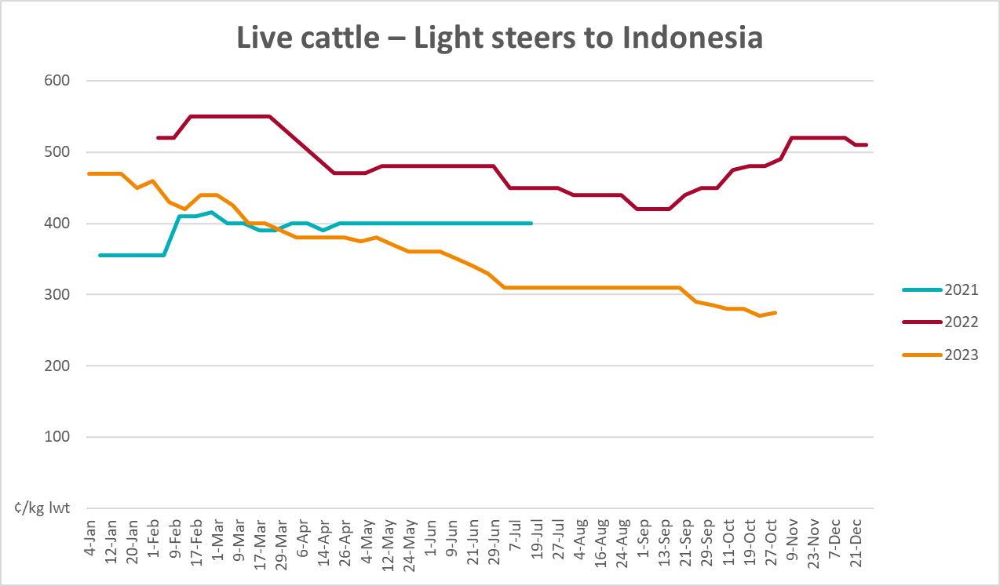 Live cattle – Light steers to Indonesia
600
500
400
300
200
100
¢/kg lwt
2021
2022
2023
4-Jan
12-Jan
20-Jan
1-Feb
9-Feb
17-Feb
1-Mar
9-Mar
17-Mar
29-Mar
6-Apr
14-Apr
26-Apr
4-May
12-May
24-May
1-Jun
9-Jun
21-Jun
29-Jun
7-Jul
19-Jul
27-Jul
4-Aug
16-Aug
24-Aug
1-Sep
13-Sep
21-Sep
29-Sep
11-Oct
19-Oct
27-Oct
9-Nov
23-Nov
7-Dec
21-Dec